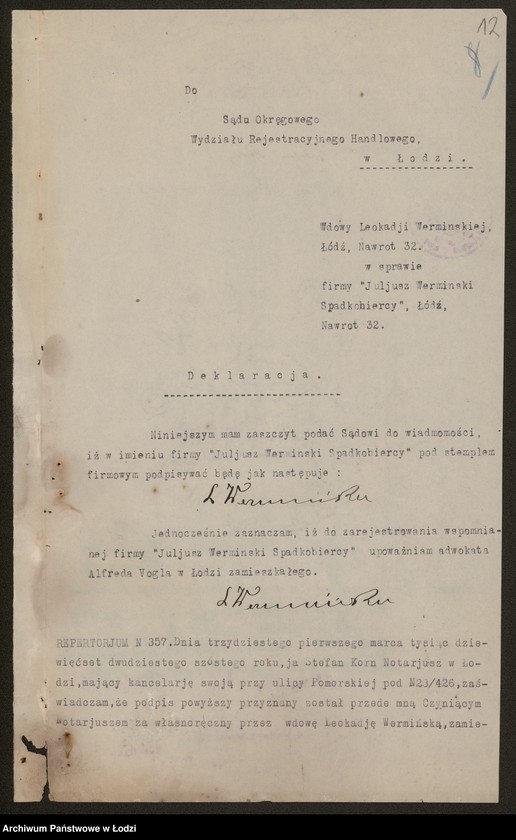 12
8
Do
Sądu Okręgowego
Wydziału Rejestracyjnego Handlowego,
w Łodzi.
Wdowy Leokadji Werminskiej,
Łódź, Nawrot 32.
w sprawie
firmy "Juljusz Werminski
Spadkobiercy", Łódź,
Nawrot 32.
Deklaracja.
Niniejszym mam zaszczyt podać Sądowi do wiadmomości,
iż w imieniu firmy "Juljusz Werminski Spadkobiercy" pod stemplem
firmowym podpisywać będę jak następuje :
L Wermińska
Jednocześnie zaznaczam, iż do zarejestrowania wspomnia-
nej firmy "Juljusz Werminski Spadkobiercy" upoważniam adwokata
Alfreda Vogla w Łodzi zamieszkałego.
L Wermińska
REPERTORJUM N 357.Dnia trzydziestego pierwszego marca tysiąc dzie-
więćset dwudziestego szóstego roku,ja Stefan Korn Notarjusz w Ło-
dzi,mający kancelarję swoją przy ulicy Pomorskiej pod N23/426,zaś-
wiadczam,że podpis powyższy przyznany został przede mną Czyniącym
Notarjuszem za własnoręczny przez wdowę Leokadję Wermińską,zamie-
Archiwum Państwowe w Łodzi